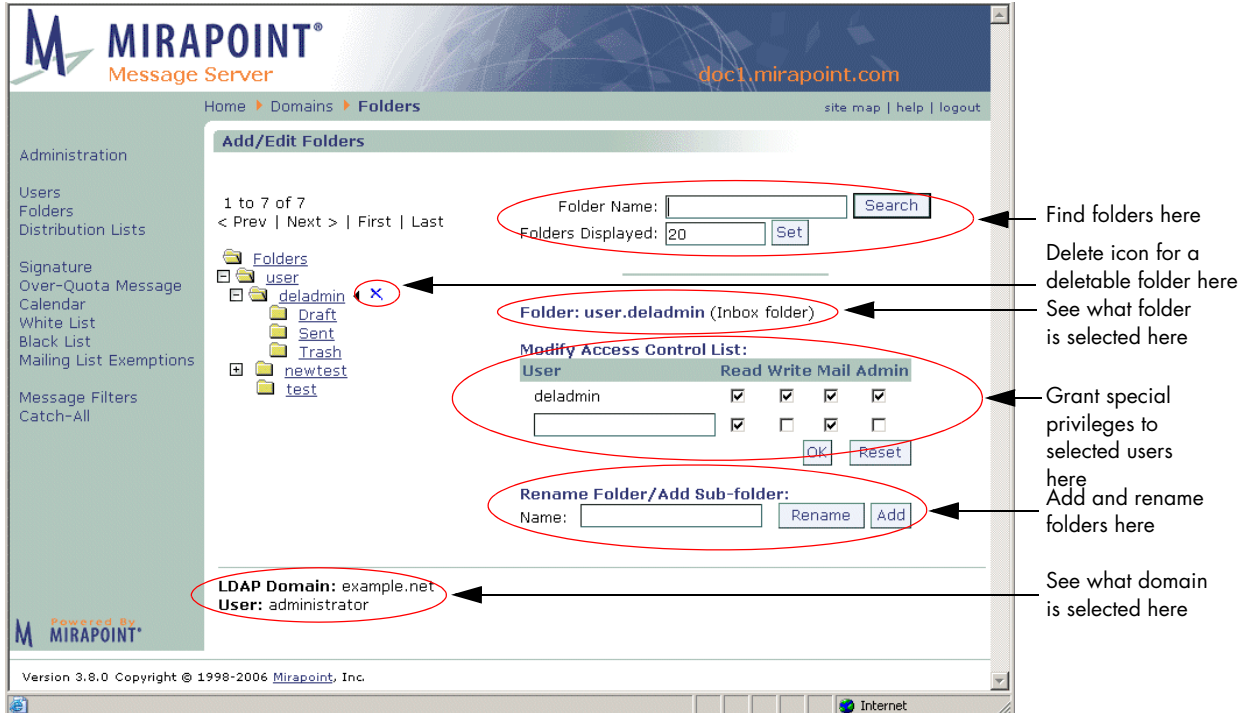 MIRAPOINT®
Message Server
doc1.mirapoint.com
Home Domains Folders
site map | help | logout
Add/Edit Folders
Administration
Users
Folders
Distribution Lists
Signature
Over-Quota Message
Calendar
White List
Black List
Mailing List Exemptions
Message Filters
Catch-All
1 to 7 of 7
< Prev | Next > | First | Last
Folders
user
deladmin
Draft
Sent
Trash
newtest
test
Folder Name: Search
Folders Displayed: 20 Set
Folder: user.deladmin (Inbox folder)
Modify Access Control List:
User Read Write Mail Admin
deladmin
OK Reset
Rename Folder/Add Sub-folder:
Name: Rename Add
LDAP Domain: example.net
User: administrator
Powered By
MIRAPOINT
Version 3.8.0 Copyright © 1998-2006 Mirapoint, Inc.
Internet
Find folders here
Delete icon for a
deletable folder here
See what folder
is selected here
Grant special
privileges to
selected users
here
Add and rename
folders here
See what domain
is selected here